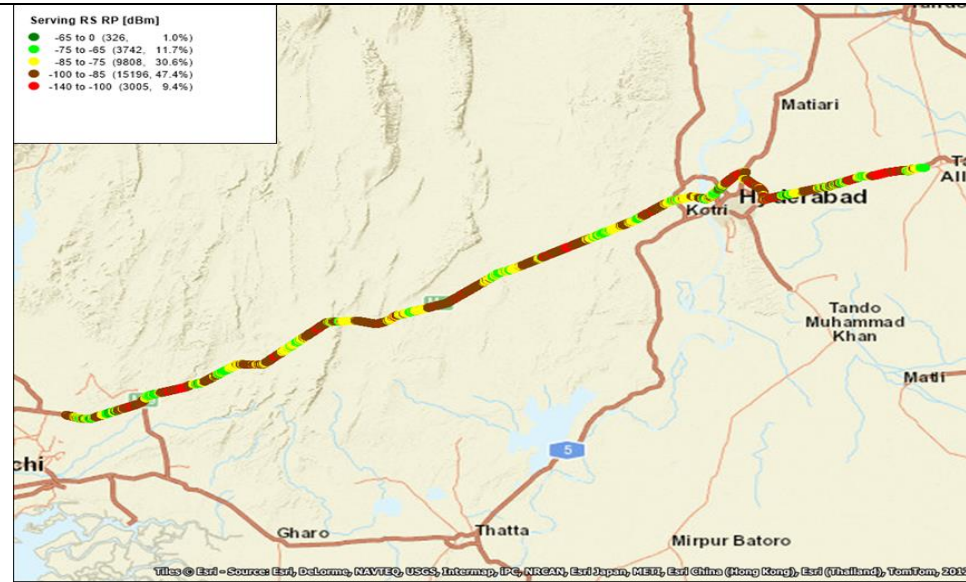 Serving RS RP [dBm]
-65 to 0 (326, 1.0%)
-75 to -65 (3742, 11.7%)
-85 to -75 (9808, 30.6%)
-100 to -85 (15196, 47.4%)
-140 to -100 (3005, 9.4%)
Matiari
Hyderabad
Kotri
Tando
Muhammad
Khan
Matli
chi
5
Gharo
Thatta
Mirpur Batoro
Tiles © Esri - Source: Esri, DeLorme, NAVTEQ, USGS, Intermap, iPC, NRCAN, Esri Japan, METI, Esri China (Hong Kong), Esri (Thailand), TomTom, 201